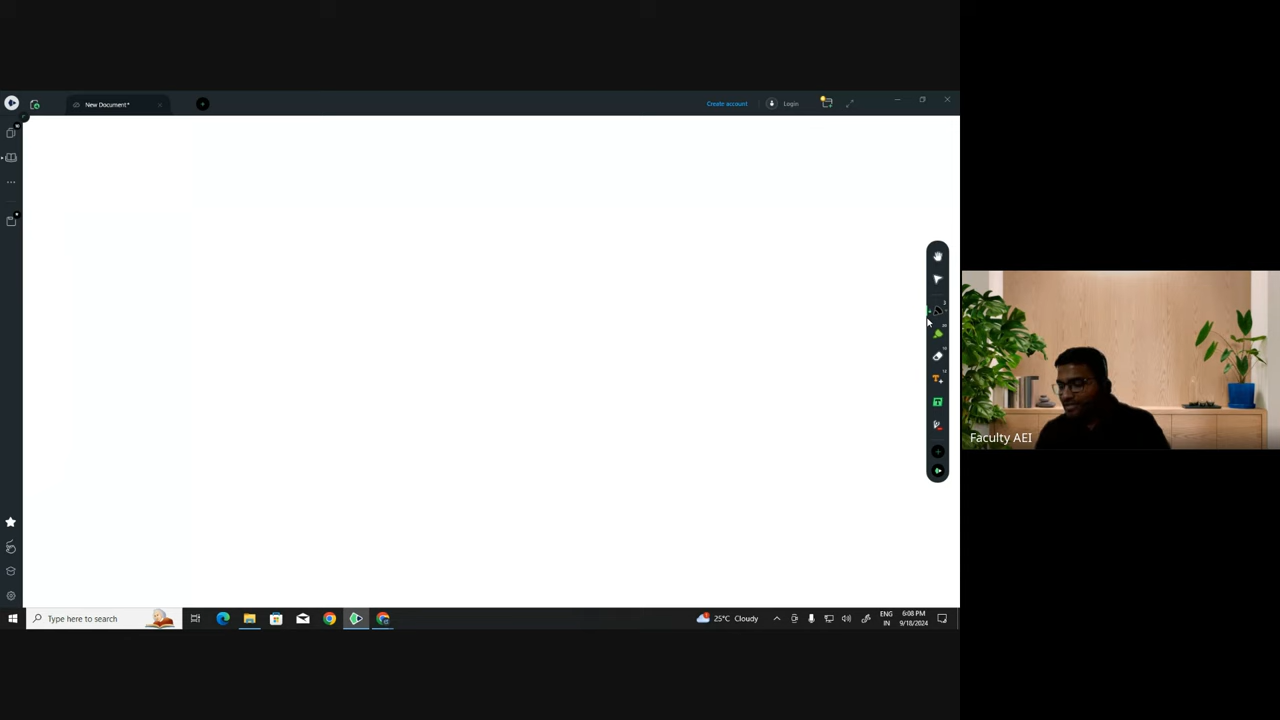 New Document*
Create account
Login
3
Faculty AEI
Type here to search
25°C Cloudy
ENG
IN
6:08 PM
9/18/2024